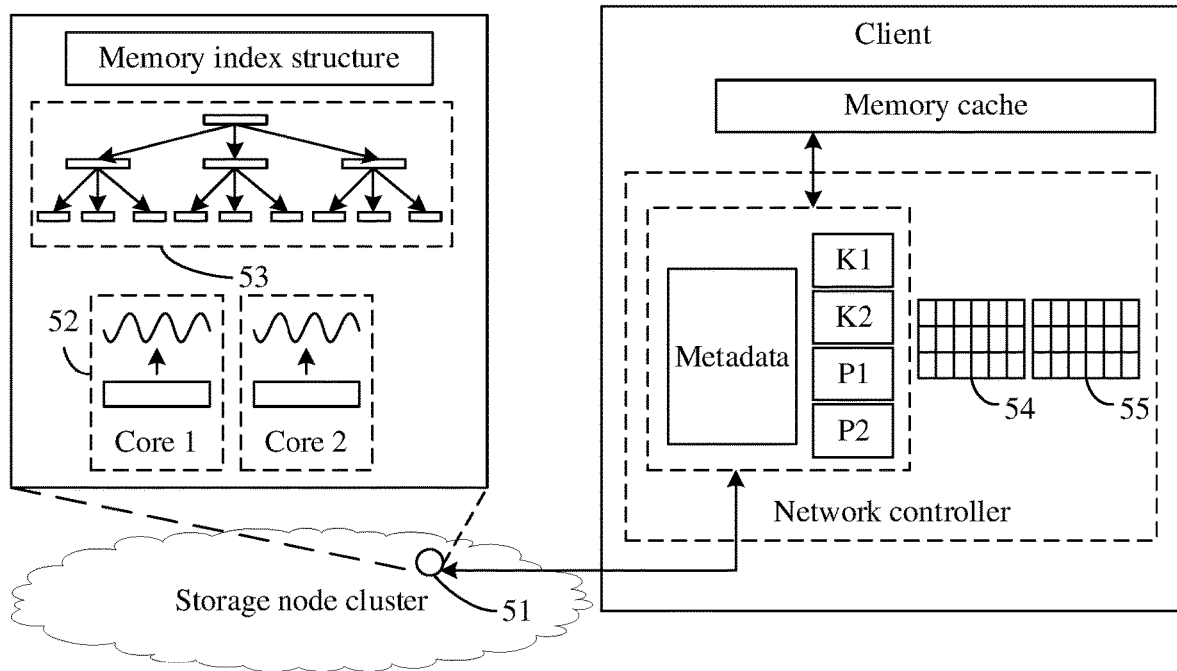 Memory index structure
53
52
Core 1
Core 2
Storage node cluster
51
Client
Memory cache
Metadata
K1
K2
P1
P2
54
55
Network controller